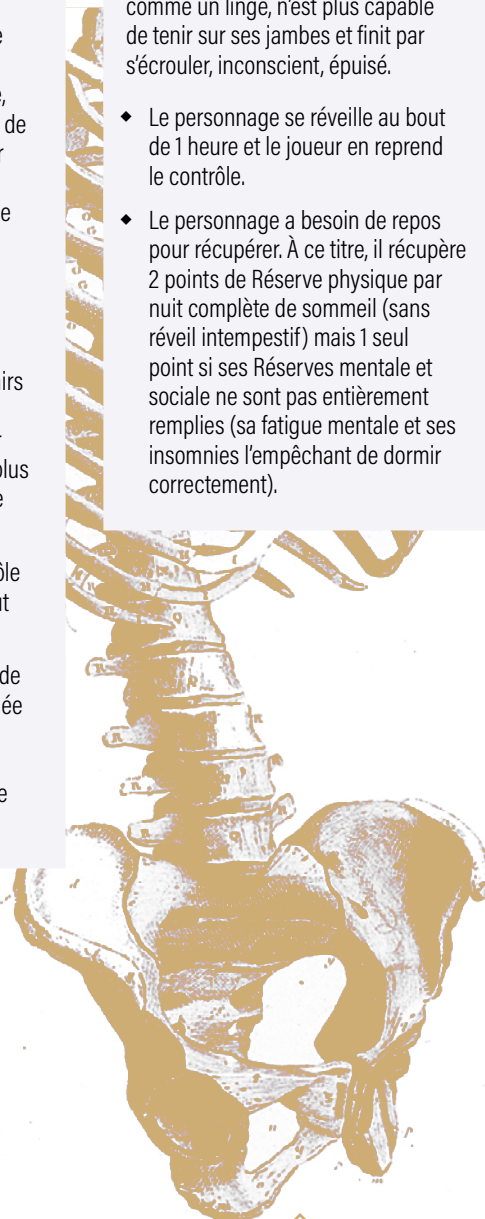 comme un linge, n'est plus capable
de tenir sur ses jambes et finit par
s'écrouler, inconscient, épuisé.
◆ Le personnage se réveille au bout
de 1 heure et le joueur en reprend
le contrôle.
◆ Le personnage a besoin de repos
pour récupérer. À ce titre, il récupère
2 points de Réserve physique par
nuit complète de sommeil (sans
réveil intempestif) mais 1 seul
point si ses Réserves mentale et
sociale ne sont pas entièrement
remplies (sa fatigue mentale et ses
insomnies l'empêchant de dormir
correctement).
de